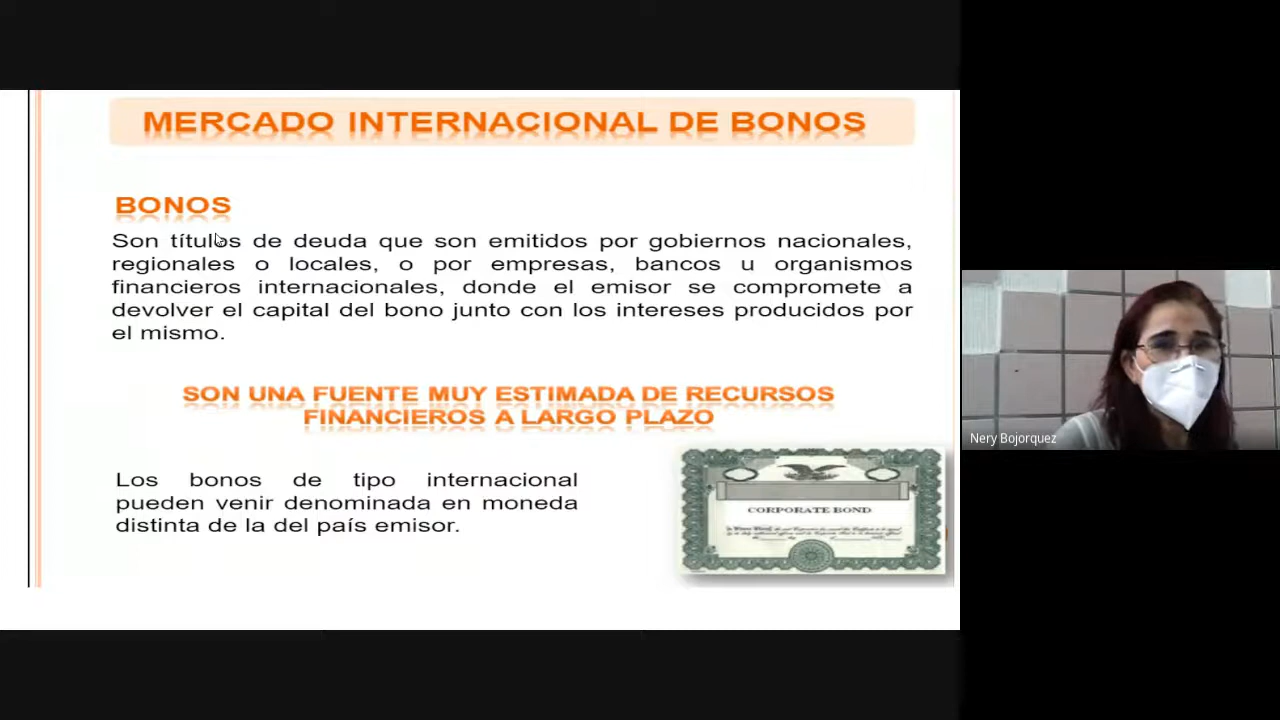 MERCADO INTERNACIONAL DE BONOS
BONOS
Son títulos de deuda que son emitidos por gobiernos nacionales,
regionales o locales, o por empresas, bancos u organismos
financieros internacionales, donde el emisor se compromete a
devolver el capital del bono junto con los intereses producidos por
el mismo.
SON UNA FUENTE MUY ESTIMADA DE RECURSOS
FINANCIEROS A LARGO PLAZO
Los bonos de tipo internacional
pueden venir denominada en moneda
distinta de la del país emisor.
CORPORATE BOND
Nery Bojorquez